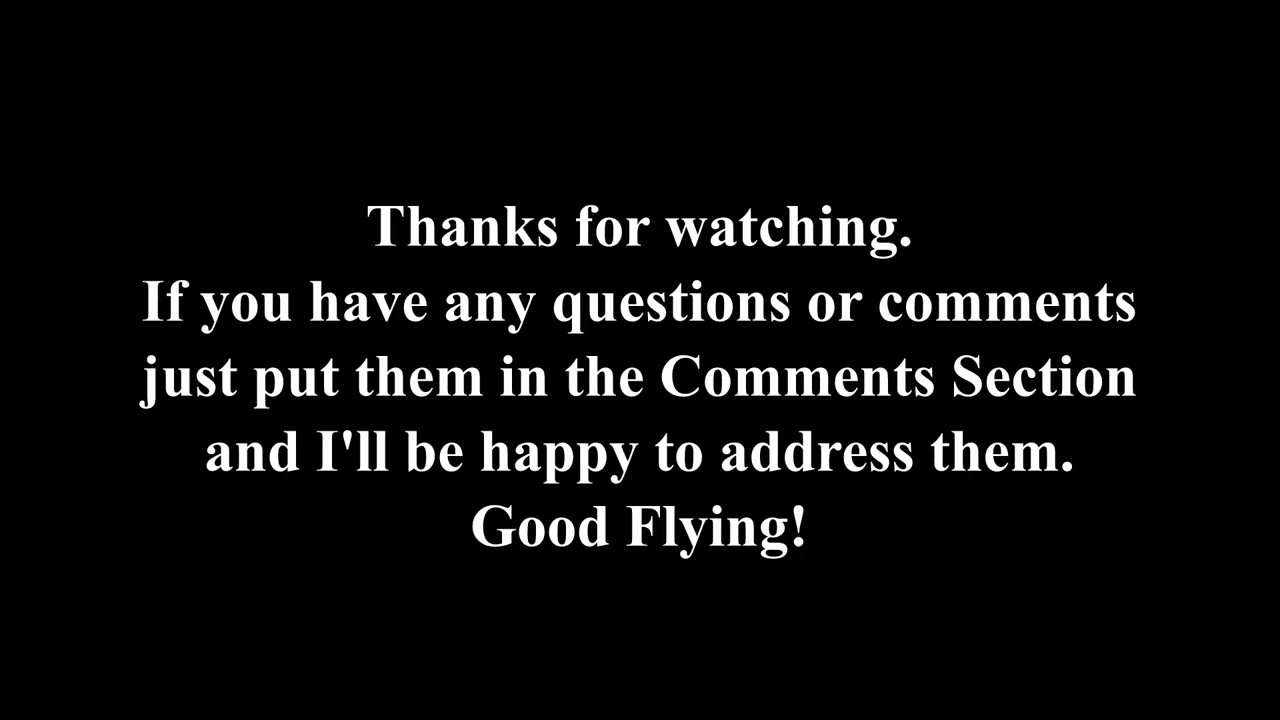 Thanks for watching.
If you have any questions or comments
just put them in the Comments Section
and I'll be happy to address them.
Good Flying!